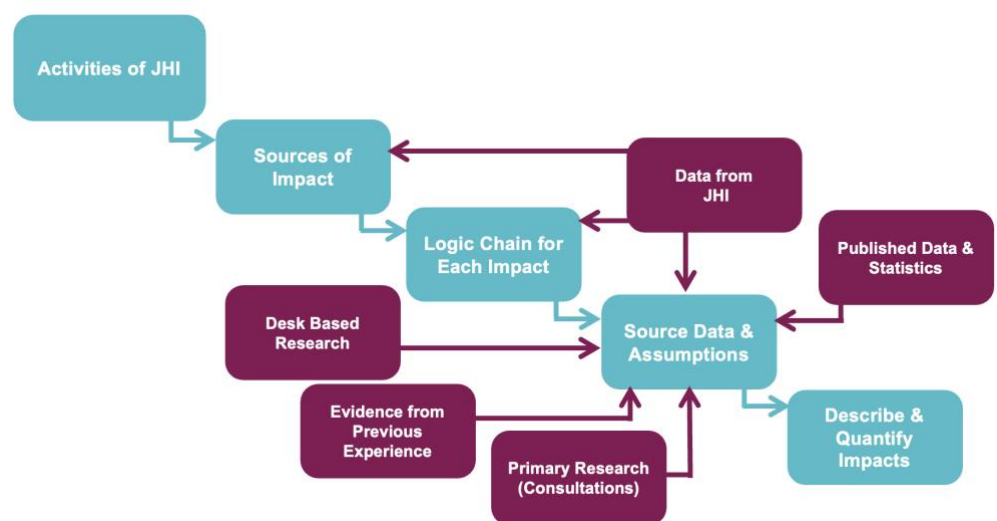 Activities of JHI
Sources of
Impact
Data from
JHI
Logic Chain for
Each Impact
Published Data &
Statistics
Desk Based
Research
Source Data &
Assumptions
Evidence from
Previous
Experience
Describe &
Quantify
Impacts
Primary Research
(Consultations)